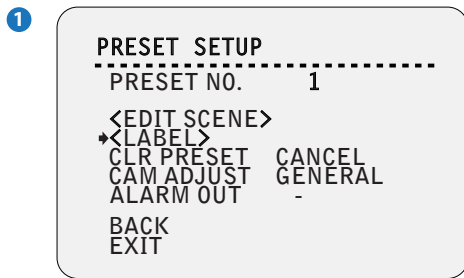 1
PRESET SETUP
PRESET NO. 1
<EDIT SCENE>
<LABEL>
CLR PRESET CANCEL
CAM ADJUST GENERAL
ALARM OUT -
BACK
EXIT